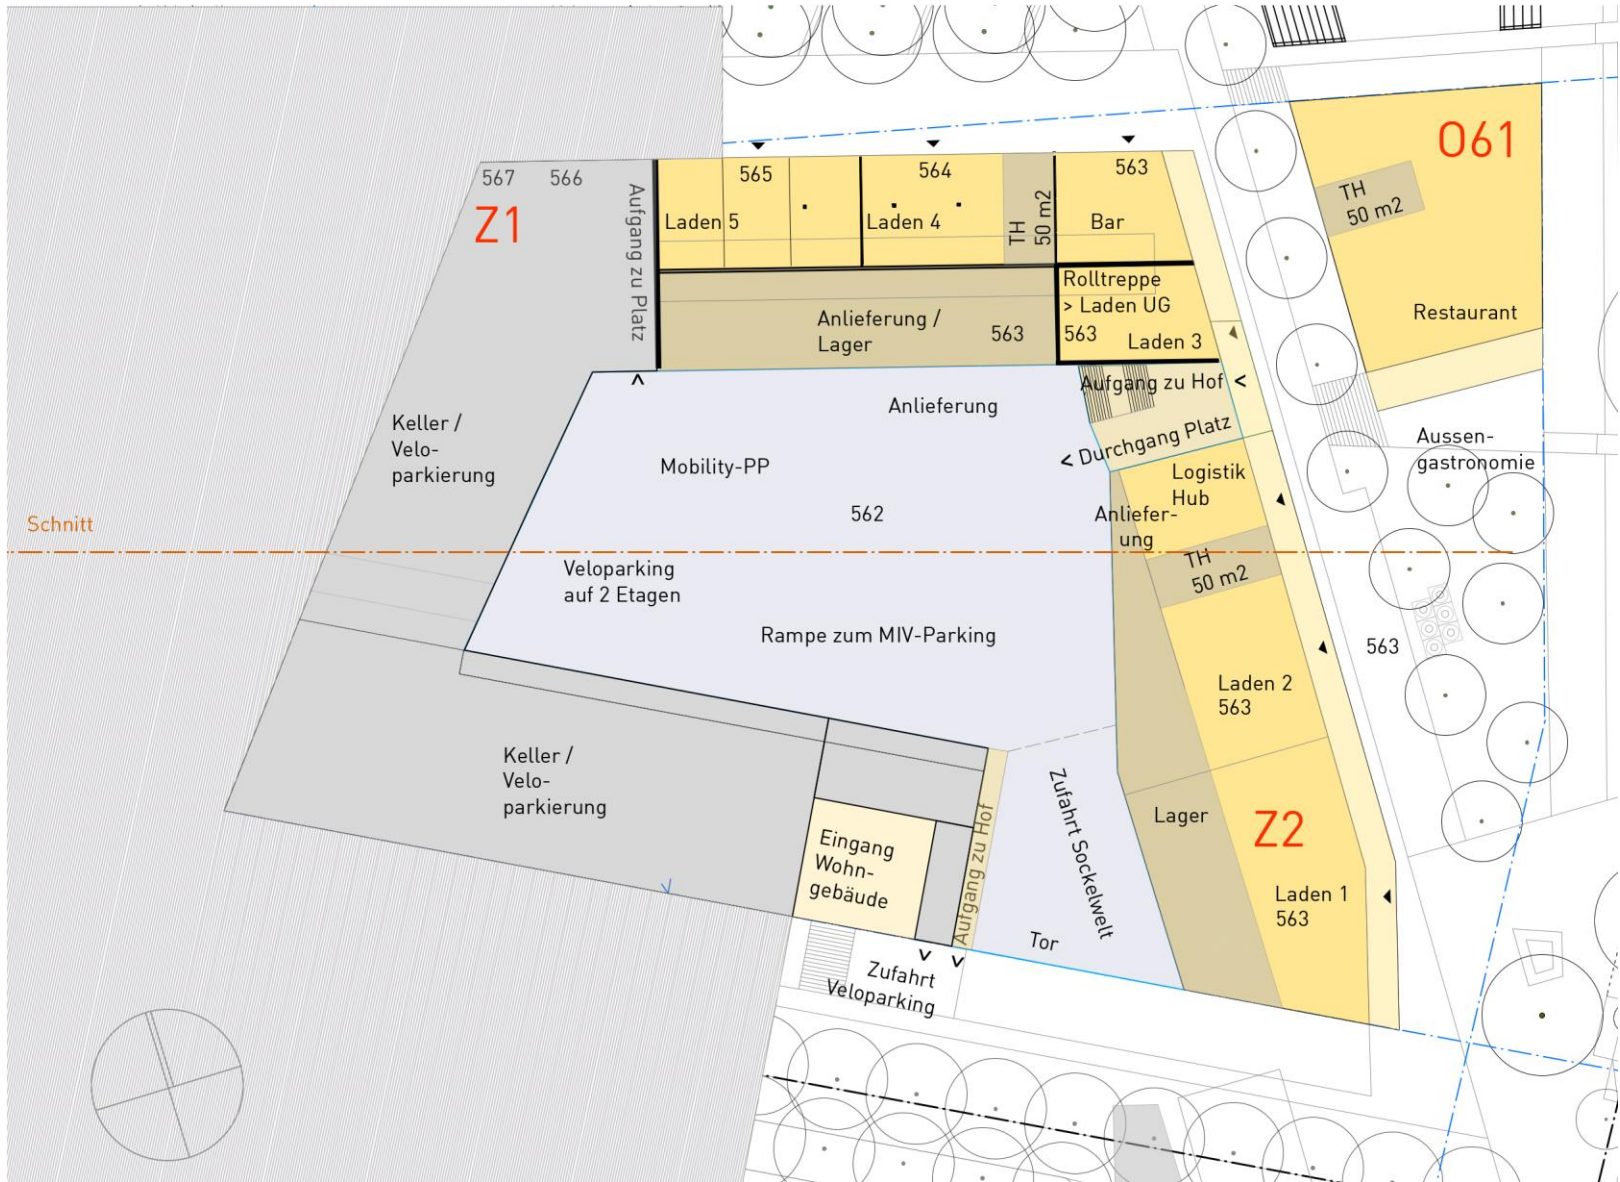 567
566
Z1
Aufgang zu Platz
565
Laden 5
564
Laden 4
TH
50 m2
563
Bar
Rolltreppe
> Laden UG
563
Laden 3
Anlieferung /
Lager
563
O61
TH
50 m2
Restaurant
Aufgang zu Hof
Durchgang Platz
Aussen-
gastronomie
Keller /
Velo-
parkierung
Anlieferung
Mobility-PP
562
Logistik
Hub
Anliefer-
ung
TH
50 m2
Schnitt
Veloparking
auf 2 Etagen
Rampe zum MIV-Parking
563
Laden 2
563
Keller /
Velo-
parkierung
Zufahrt Sockelwelt
Lager
Z2
Eingang
Wohn-
gebäude
Aufgang zu Hof
Laden 1
563
Tor
Zufahrt
Veloparking